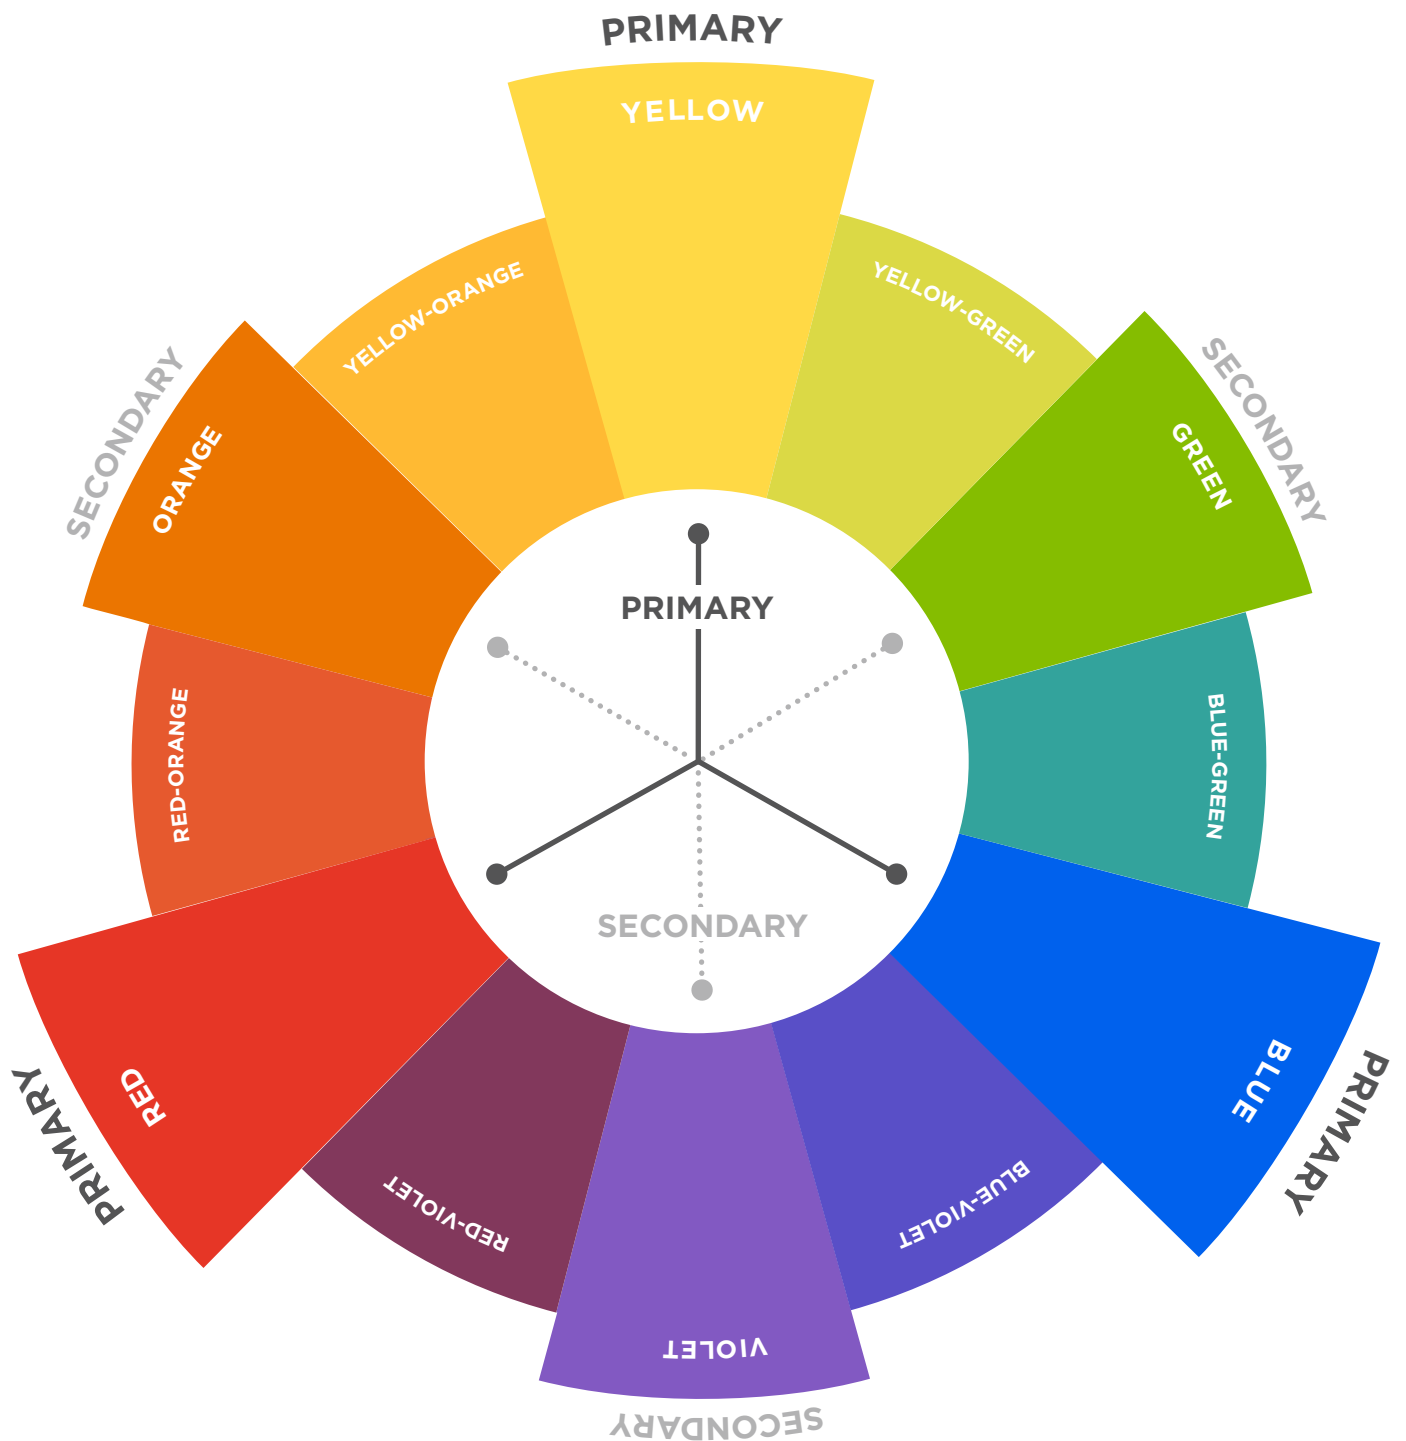 PRIMARY
YELLOW
YELLOW-ORANGE
YELLOW-GREEN
SECONDARY
ORANGE
GREEN
SECONDARY
PRIMARY
RED-ORANGE
BLUE-GREEN
SECONDARY
RED
PRIMARY
BLUE
PRIMARY
RED-VIOLET
BLUE-VIOLET
VIOLET
SECONDARY